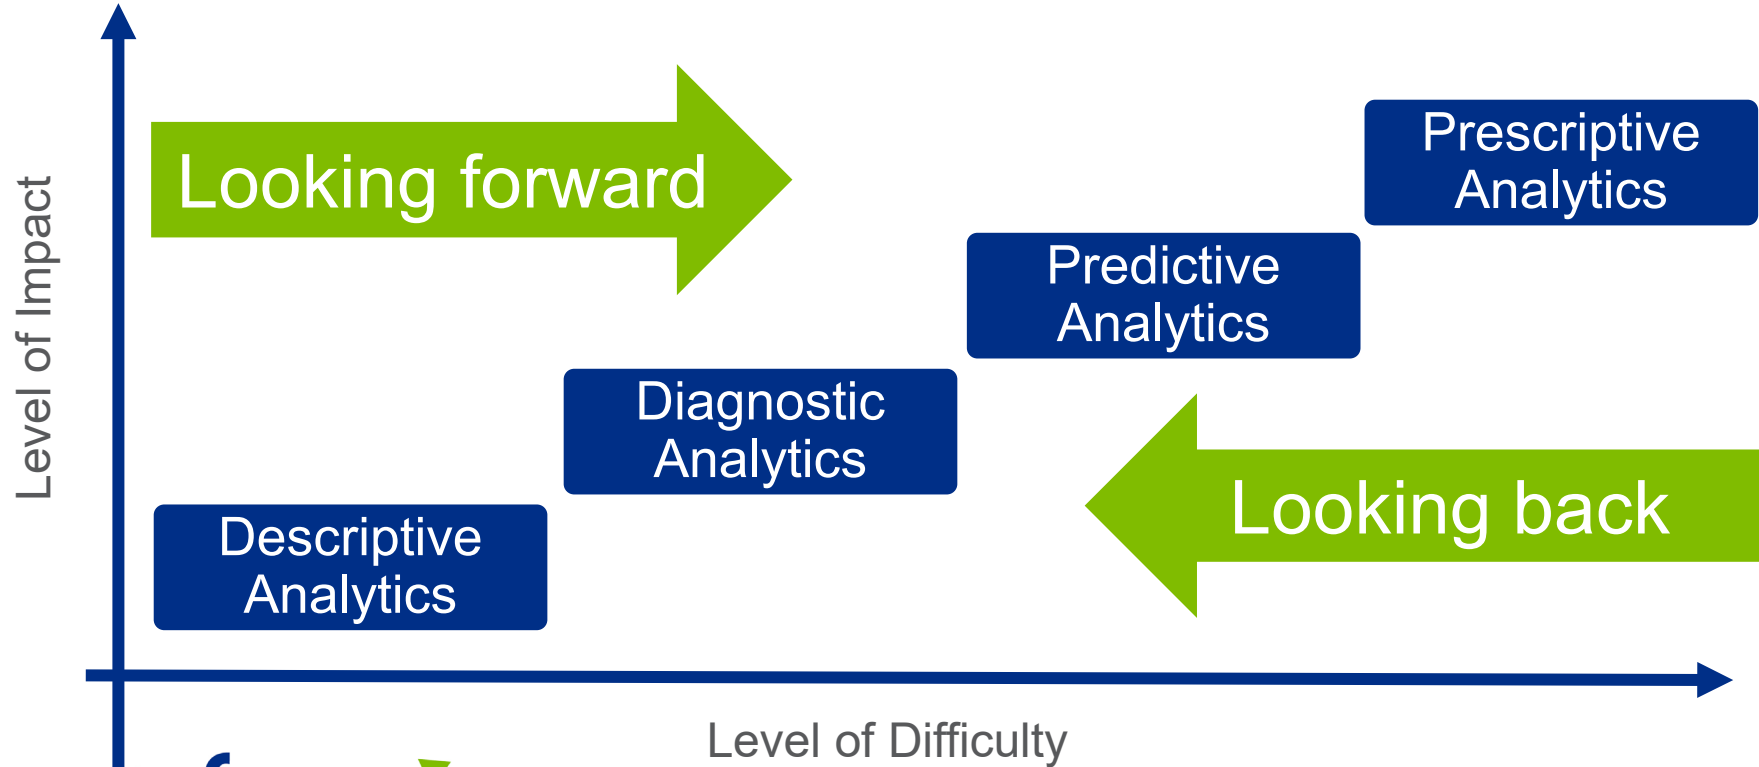 Looking forward
Prescriptive
Analytics
Predictive
Analytics
Diagnostic
Analytics
Looking back
Descriptive
Analytics
Level of Impact
Level of Difficulty